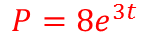 P = 8e^{3t}